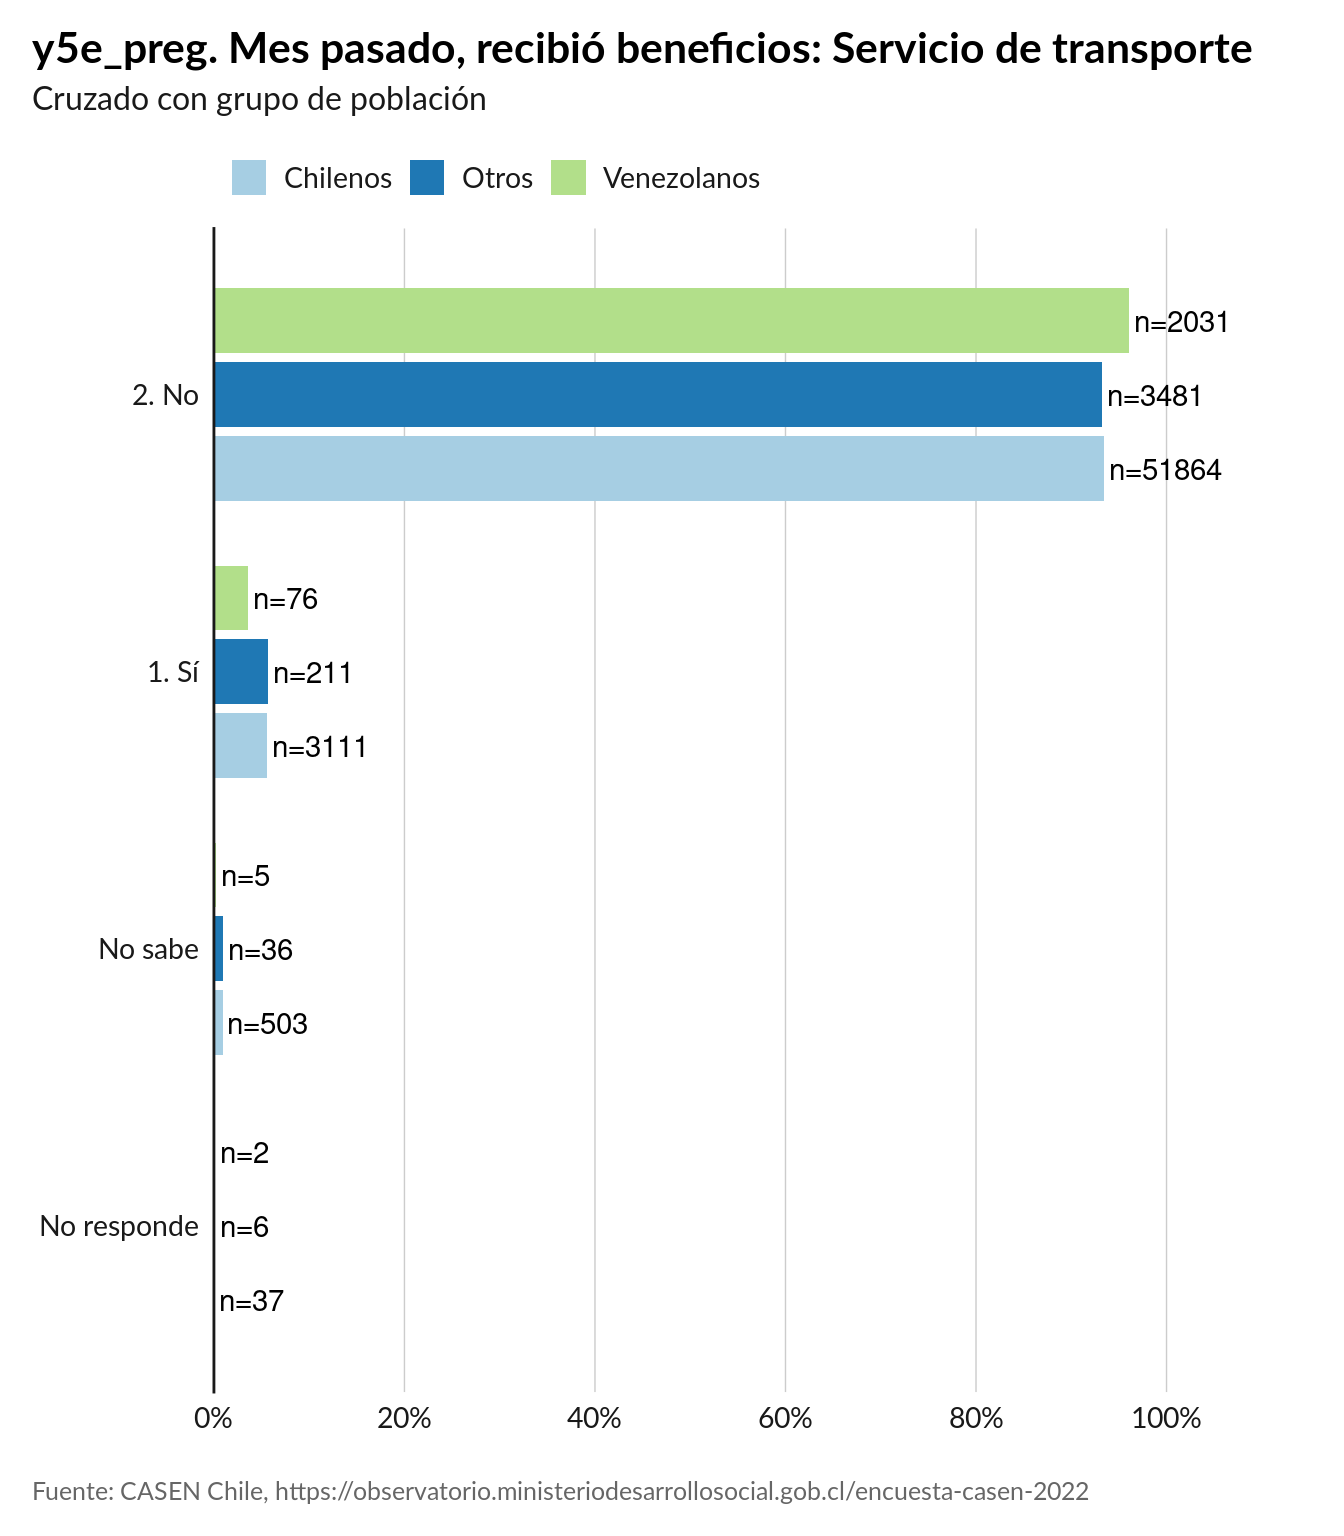 y5e_preg. Mes pasado, recibió beneficios: Servicio de transporte
Cruzado con grupo de población
Chilenos Otros Venezolanos
n=2031
2. No n=3481
n=51864
n=76
1. Sí n=211
n=3111
n=5
No sabe n=36
n=503
n=2
No responde n=6
n=37
0% 20% 40% 60% 80% 100%
Fuente: CASEN Chile, https://observatorio.ministeriodesarrollosocial.gob.cl/encuesta-casen-2022